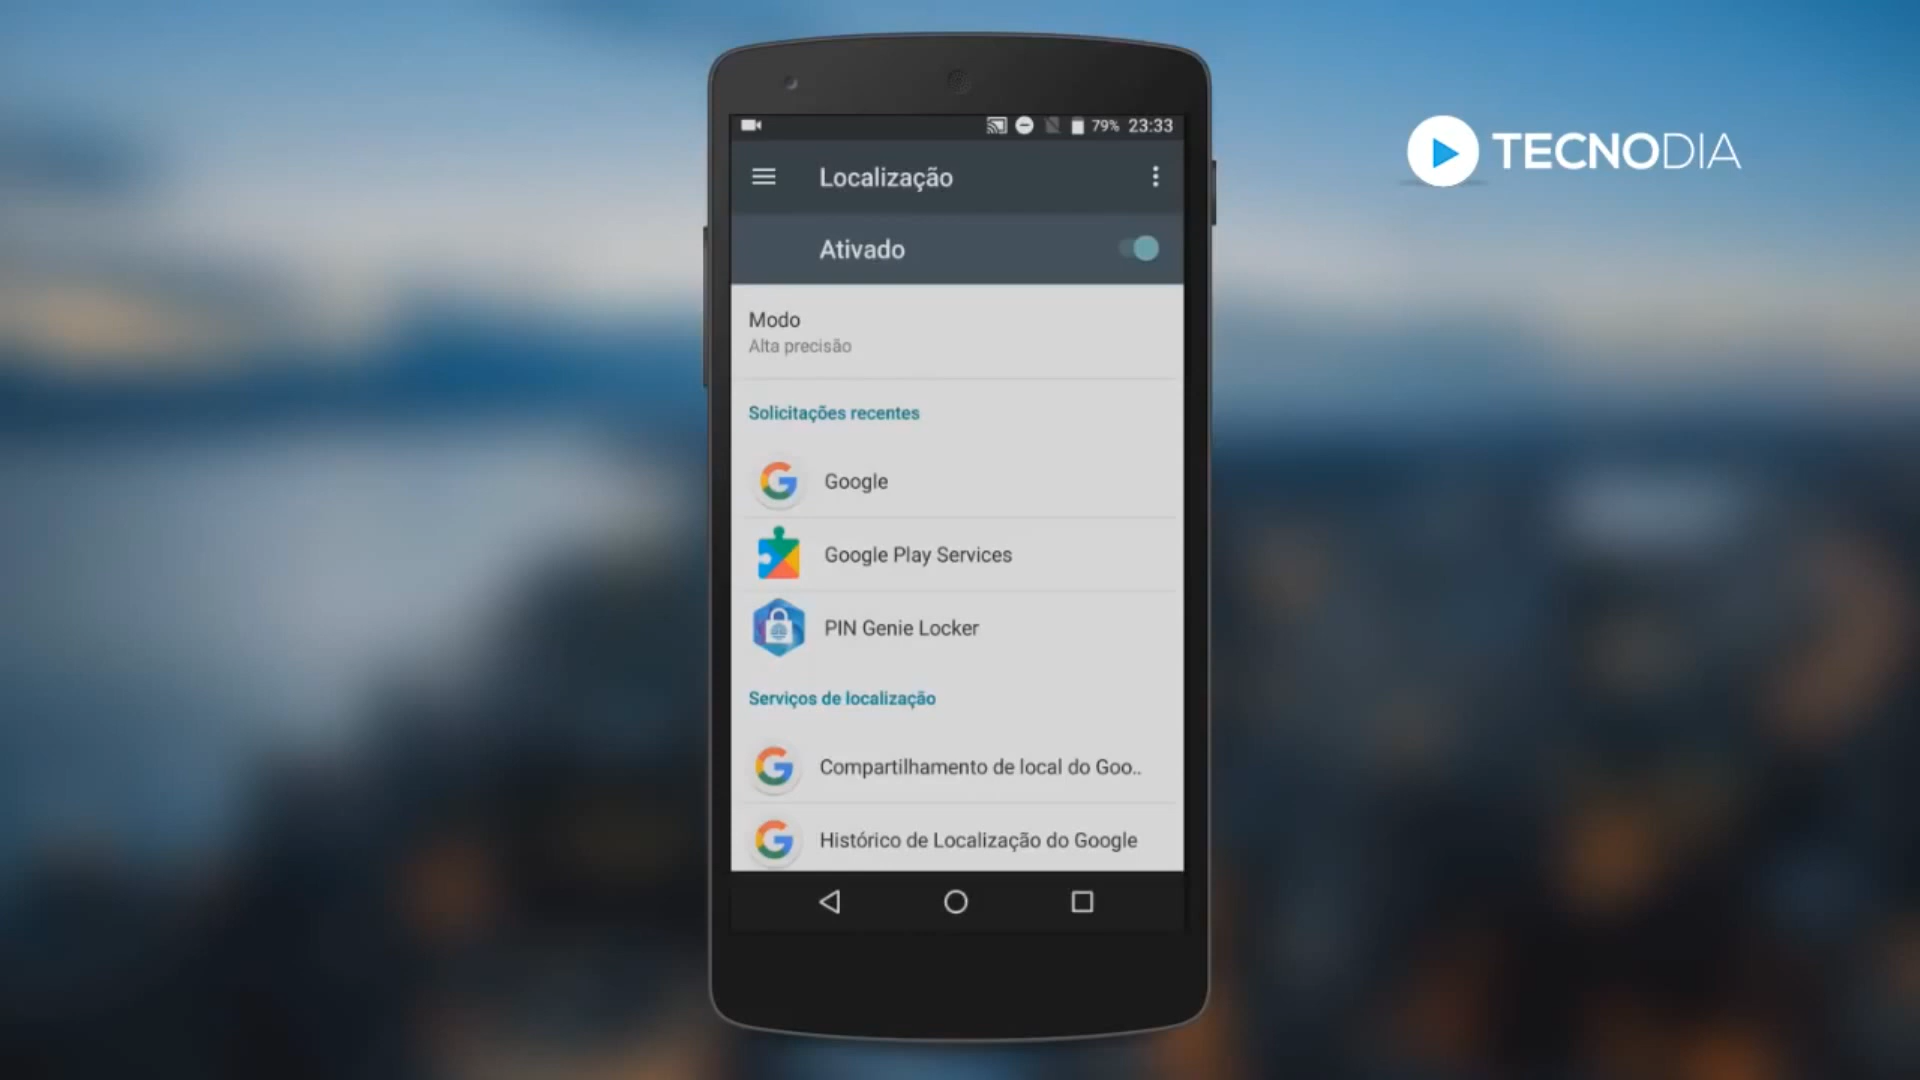 79% 23:33
TECNODIA
Localização
Ativado
Modo
Alta precisão
Solicitações recentes
Google
Google Play Services
PIN Genie Locker
Serviços de localização
Compartilhamento de local do Goo..
Histórico de Localização do Google